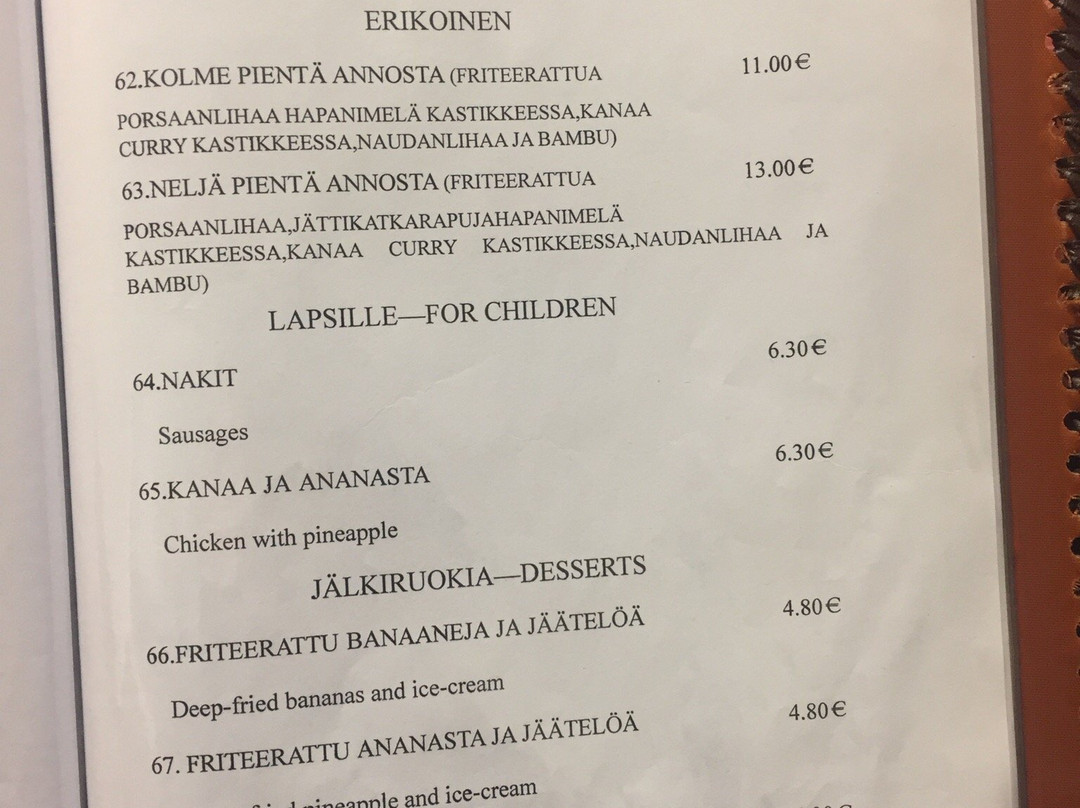 ERIKOINEN
62.KOLME PIENTÄ ANNOSTA (FRITEERATTUA 11.00€
PORSAANLIHAA HAPANIMELÄ KASTIKKEESSA,KANAA
CURRY KASTIKKEESSA,NAUDANLIHAA JA BAMBU)
63.NELJÄ PIENTÄ ANNOSTA (FRITEERATTUA 13.00€
PORSAANLIHAA,JÄTTIKATKARAPUJAHAPANIMELÄ
KASTIKKEESSA,KANAA CURRY KASTIKKEESSA,NAUDANLIHAA JA
BAMBU)
LAPSILLE—FOR CHILDREN
64.NAKIT 6.30€
Sausages
65.KANAA JA ANANASTA 6.30€
Chicken with pineapple
JÄLKIRUOKIA—DESSERTS
66.FRITEERATTU BANAANEJA JA JÄÄTELÖÄ 4.80€
Deep-fried bananas and ice-cream
67. FRITEERATTU ANANASTA JA JÄÄTELÖÄ 4.80€
pineapple and ice-cream